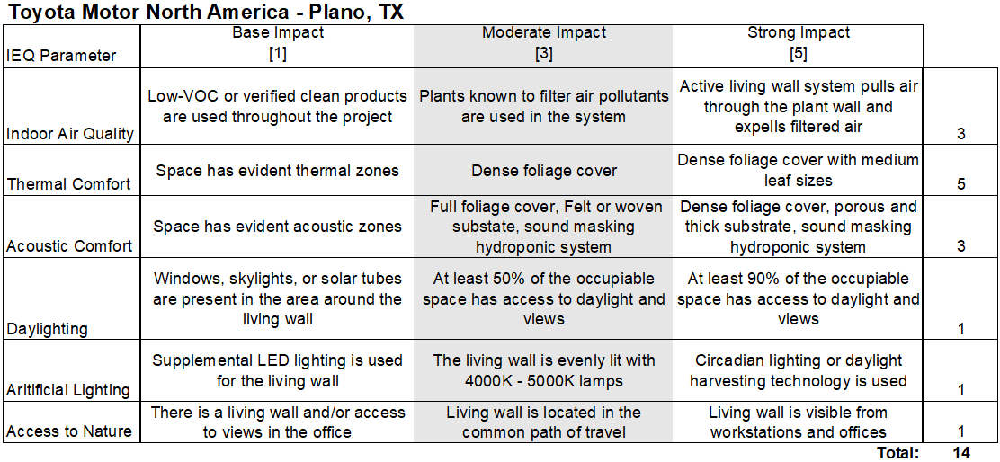 Toyota Motor North America - Plano, TX
IEQ Parameter
Base Impact
[1]
Moderate Impact
[3]
Strong Impact
[5]
Indoor Air Quality
Low-VOC or verified clean products
are used throughout the project
Plants known to filter air pollutants
are used in the system
Active living wall system pulls air
through the plant wall and
expells filtered air
3
Thermal Comfort
Space has evident thermal zones
Dense foliage cover
Dense foliage cover with medium
leaf sizes
5
Acoustic Comfort
Space has evident acoustic zones
Full foliage cover, Felt or woven
substate, sound masking
hydroponic system
Dense foliage cover, porous and
thick substrate, sound masking
hydroponic system
3
Daylighting
Windows, skylights, or solar tubes
are present in the area around the
living wall
At least 50% of the occupiable
space has access to daylight and
views
At least 90% of the occupiable
space has access to daylight and
views
1
Aritificial Lighting
Supplemental LED lighting is used
for the living wall
The living wall is evenly lit with
4000K - 5000K lamps
Circadian lighting or daylight
harvesting technology is used
1
Access to Nature
There is a living wall and/or access
to views in the office
Living wall is located in the
common path of travel
Living wall is visible from
workstations and offices
1
Total: 14